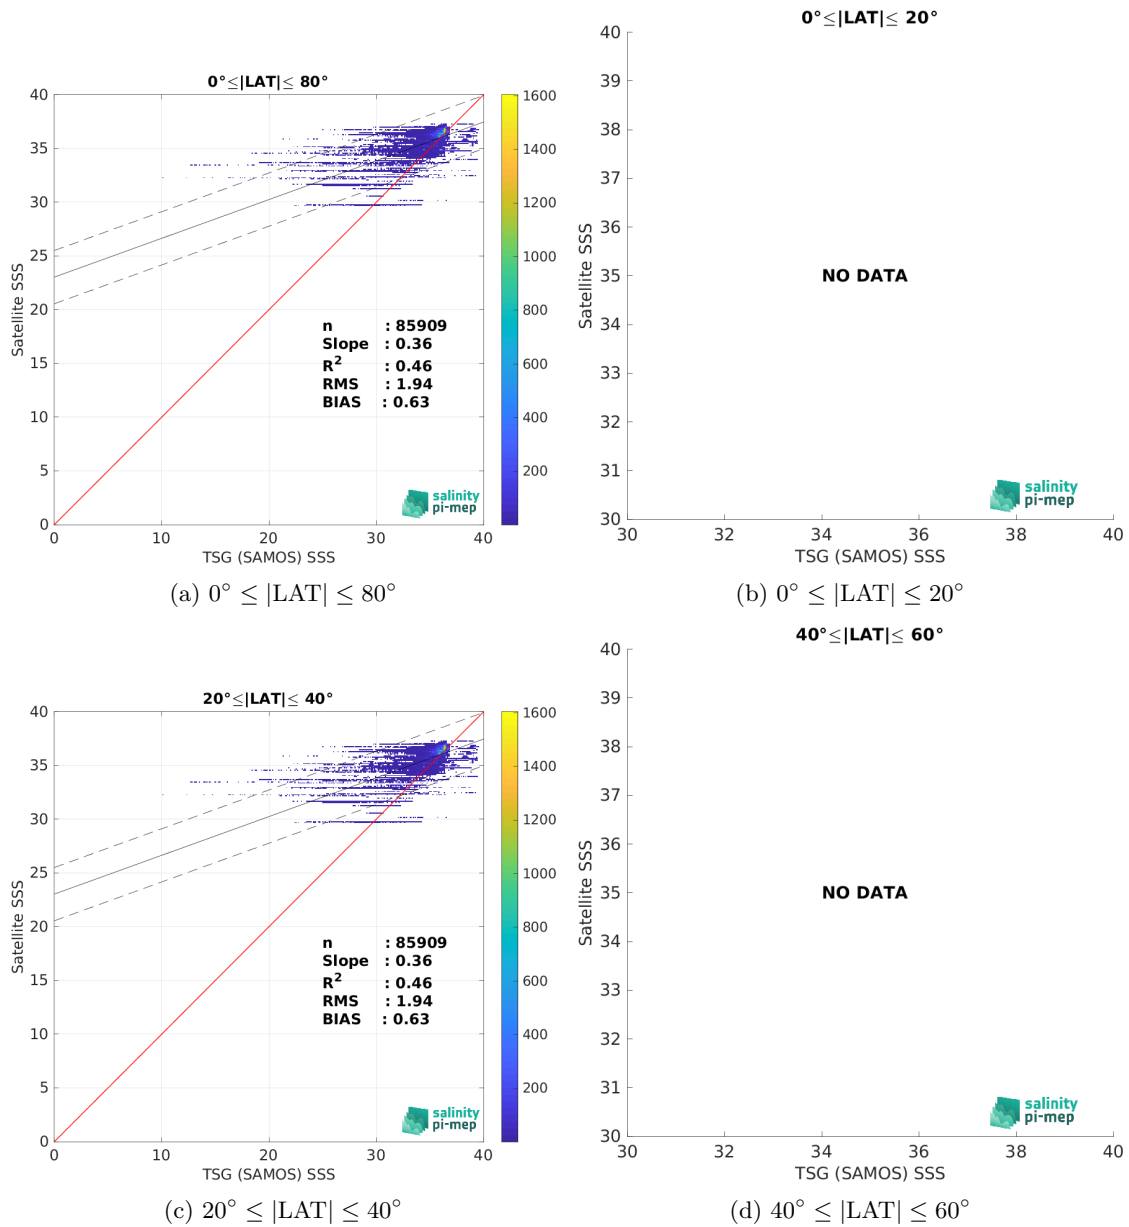 0°≤|LAT|≤ 80°
40
35
30
25
20
15
10
5
0
0
10
20
30
40
Satellite SSS
TSG (SAMOS) SSS
n : 85909
Slope : 0.36
R² : 0.46
RMS : 1.94
BIAS : 0.63
salinity
pi-mep
1600
1400
1200
1000
800
600
400
200
(a) 0° ≤ |LAT| ≤ 80°
0°≤|LAT|≤ 20°
40
39
38
37
36
35
34
33
32
31
30
30
32
34
36
38
40
Satellite SSS
NO DATA
TSG (SAMOS) SSS
salinity
pi-mep
(b) 0° ≤ |LAT| ≤ 20°
20°≤|LAT|≤ 40°
40
35
30
25
20
15
10
5
0
0
10
20
30
40
Satellite SSS
TSG (SAMOS) SSS
n : 85909
Slope : 0.36
R² : 0.46
RMS : 1.94
BIAS : 0.63
salinity
pi-mep
1600
1400
1200
1000
800
600
400
200
(c) 20° ≤ |LAT| ≤ 40°
40°≤|LAT|≤ 60°
40
39
38
37
36
35
34
33
32
31
30
30
32
34
36
38
40
Satellite SSS
NO DATA
TSG (SAMOS) SSS
salinity
pi-mep
(d) 40° ≤ |LAT| ≤ 60°